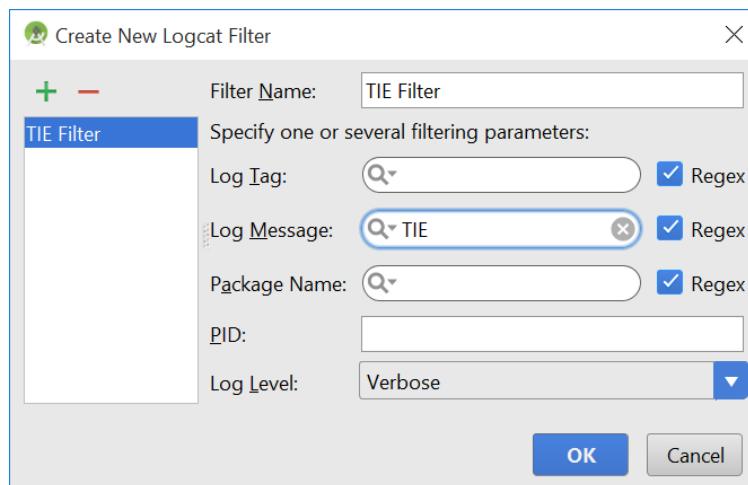 Create New Logcat Filter
Filter Name: TIE Filter
TIE Filter
Specify one or several filtering parameters:
Log Tag: Regex
Log Message: TIE Regex
Package Name: Regex
PID:
Log Level: Verbose
OK Cancel